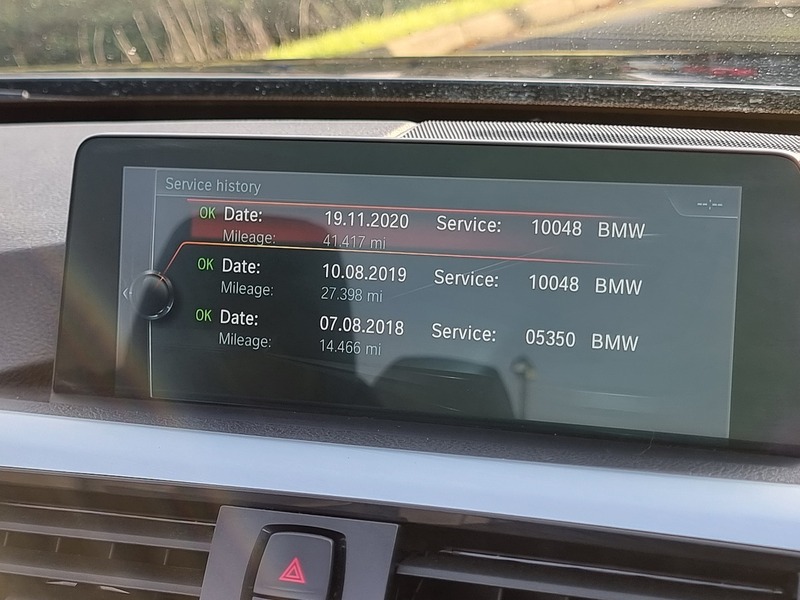 Service history
--:--
OK Date: 19.11.2020 Service: 10048 BMW
Mileage: 41.417 mi
OK Date: 10.08.2019 Service: 10048 BMW
Mileage: 27.398 mi
OK Date: 07.08.2018 Service: 05350 BMW
Mileage: 14.466 mi